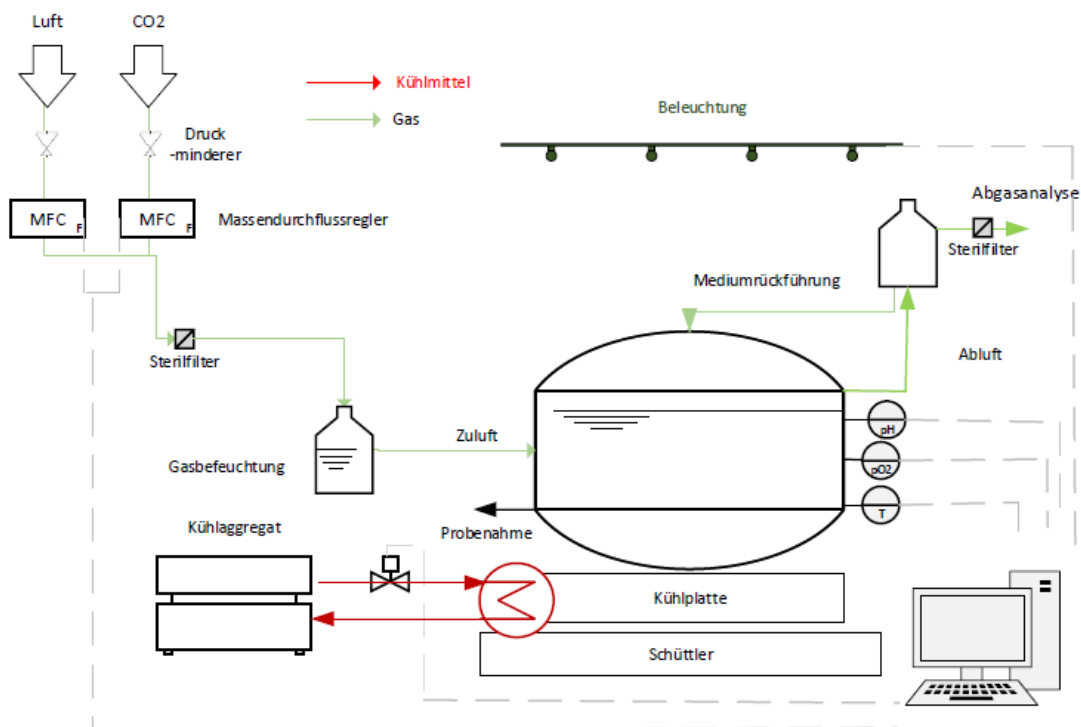 Luft
CO2
Kühlmittel
Gas
Beleuchtung
Druck
-minderer
MFC
F
MFC
F
Massendurchflussregler
Abgasanalyse
Sterilfilter
Mediumrückführung
Sterilfilter
Abluft
Zuluft
pH
Gasbefeuchtung
pO2
T
Kühlaggregat
Probenahme
Kühlplatte
Schüttler